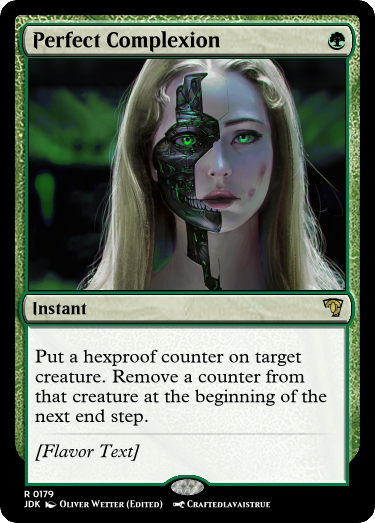 Perfect Complexion
Instant
Put a hexproof counter on target
creature. Remove a counter from
that creature at the beginning of the
next end step.
[Flavor Text]
R 0179
JDK Oliver Wetter (Edited) Craftedlavaistrue